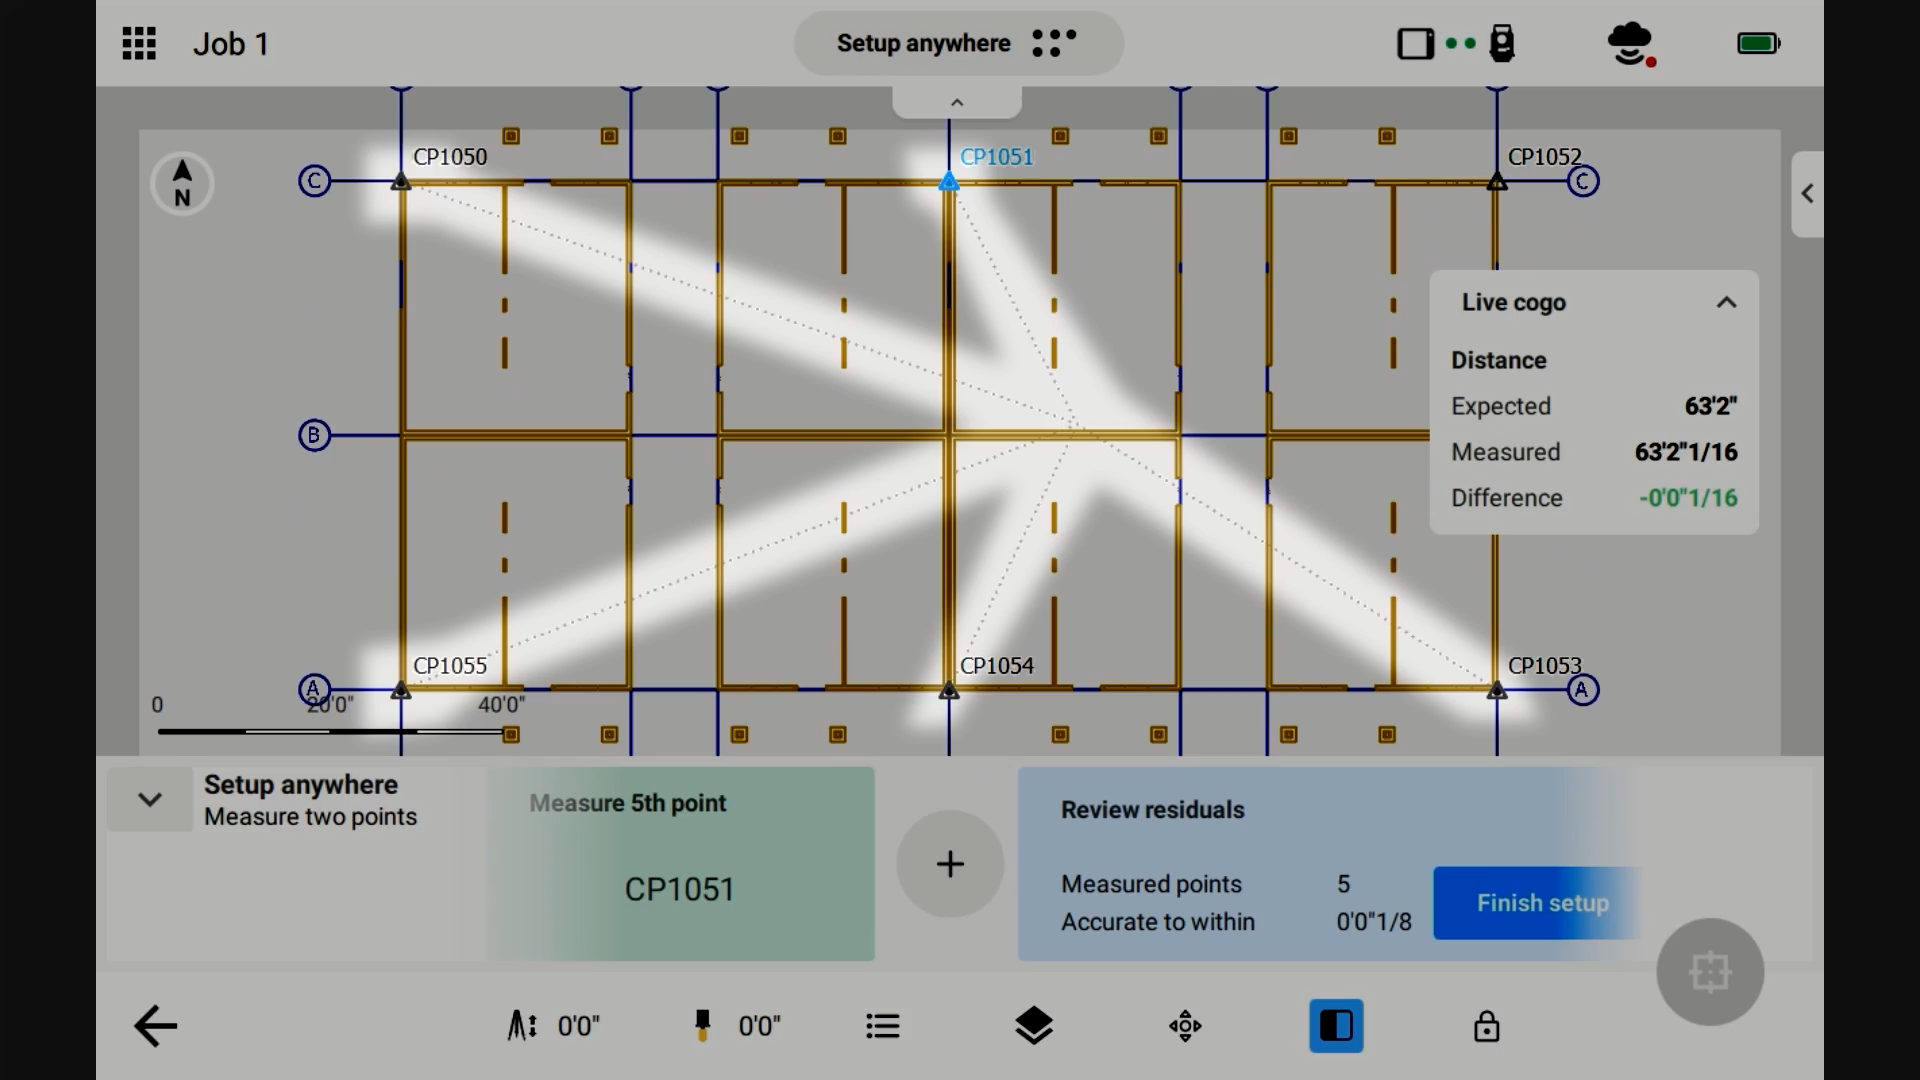 Job 1
Setup anywhere
CP1050
CP1051
CP1052
N
C
C
Live cogo
Distance
Expected 63'2"
Measured 63'2"1/16
Difference -0'0"1/16
B
CP1055
CP1054
CP1053
A
A
0 20'0" 40'0"
Setup anywhere
Measure two points
Measure 5th point
CP1051
+
Review residuals
Measured points 5
Accurate to within 0'0"1/8
Finish setup
0'0"
0'0"